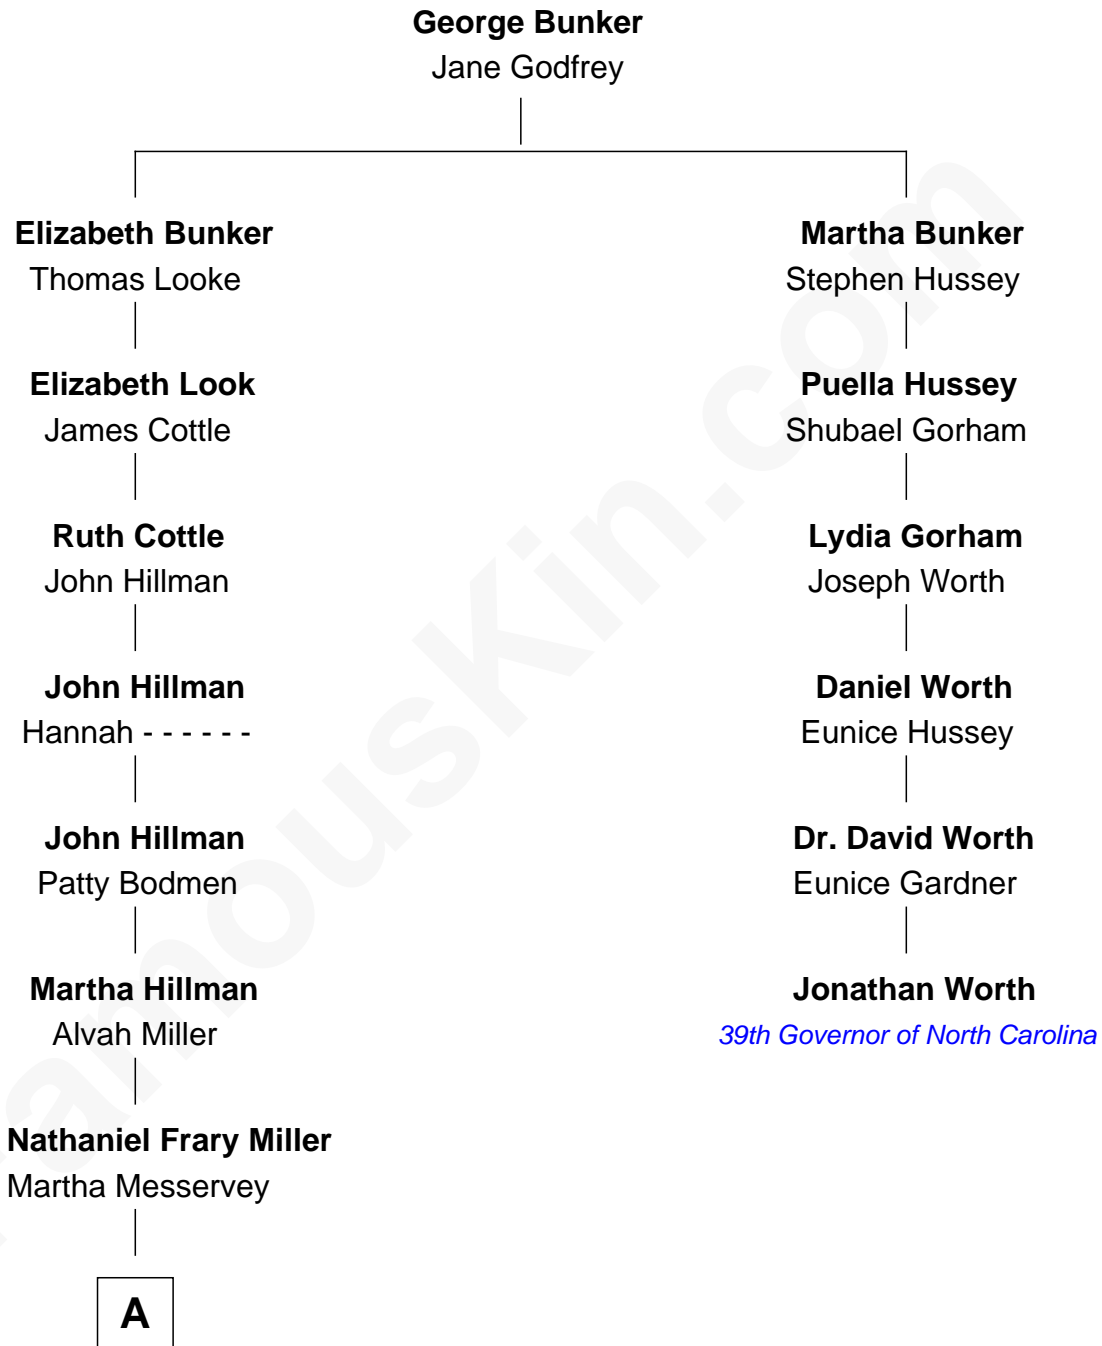 George Bunker
Jane Godfrey
Elizabeth Bunker
Thomas Looke
Martha Bunker
Stephen Hussey
Elizabeth Look
James Cottle
Puella Hussey
Shubael Gorham
Ruth Cottle
John Hillman
Lydia Gorham
Joseph Worth
John Hillman
Hannah - - - - - -
Daniel Worth
Eunice Hussey
John Hillman
Patty Bodmen
Dr. David Worth
Eunice Gardner
Martha Hillman
Alvah Miller
Jonathan Worth
39th Governor of North Carolina
Nathaniel Frary Miller
Martha Messervey
A
FamousKin.com